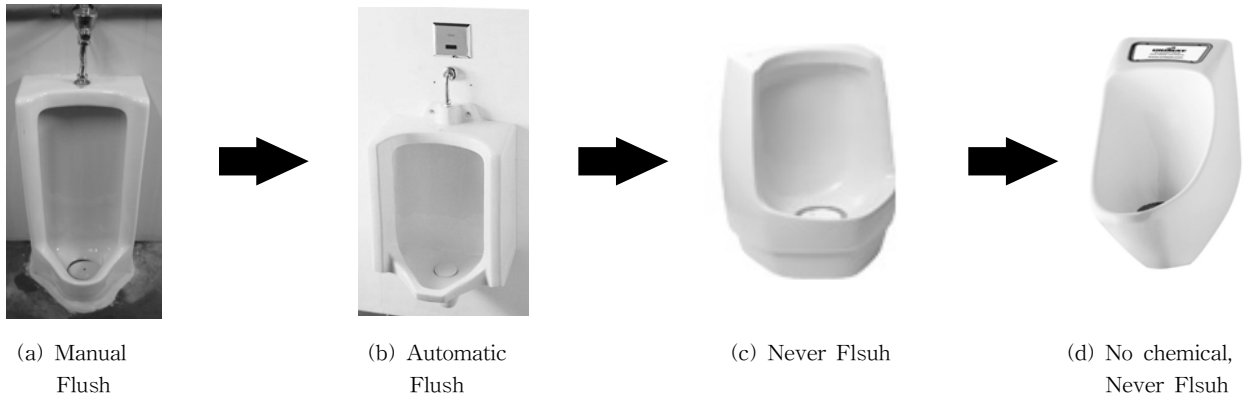 (a) Manual
Flush
(b) Automatic
Flush
(c) Never Flsuh
(d) No chemical,
Never Flsuh